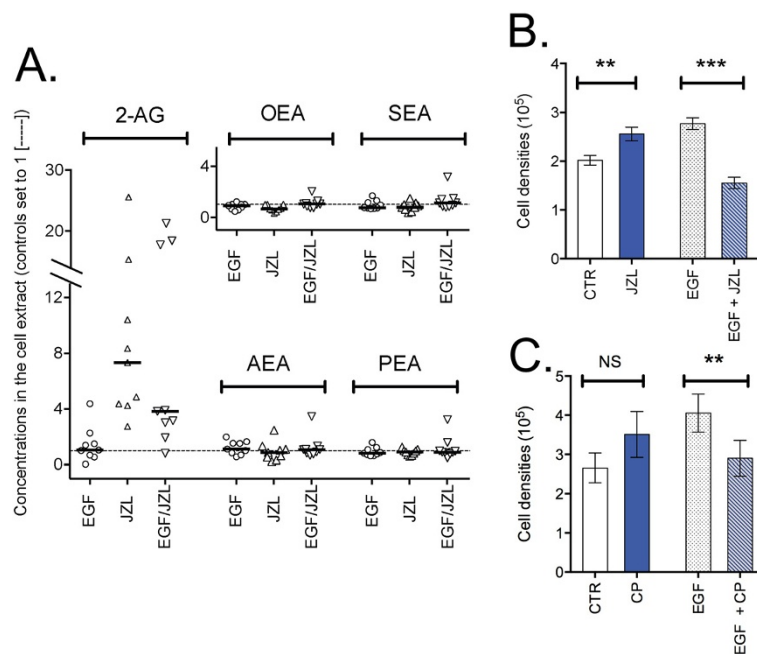 A.
Concentrations in the cell extract (controls set to 1 [-----])
2-AG
OEA
SEA
30
20
12
8
4
0
EGF
JZL
EGF/JZL
4
0
EGF
JZL
EGF/JZL
EGF
JZL
EGF/JZL
AEA
PEA
EGF
JZL
EGF/JZL
EGF
JZL
EGF/JZL
B.
Cell densities (10⁵)
**
***
4
3
2
1
0
CTR
JZL
EGF
EGF + JZL
C.
Cell densities (10⁵)
NS
**
5
4
3
2
1
0
CTR
CP
EGF
EGF + CP